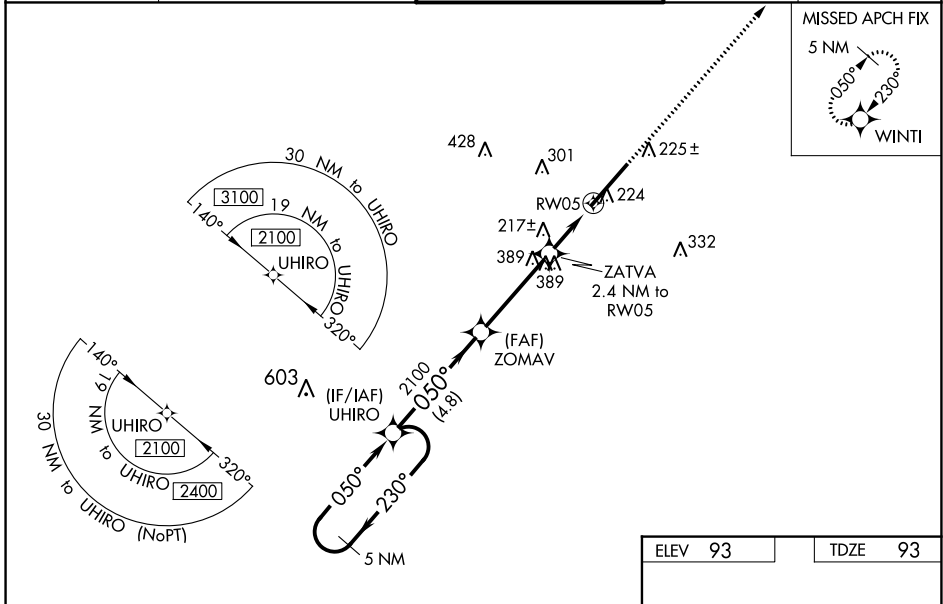 MISSED APCH FIX
5 NM
050°
230°
WINTI
428
301
225±
30 NM to UHIRO
3100
19 NM to UHIRO
140°
2100
UHIRO
320°
RW05
224
217±
389
389
332
ZATVA
2.4 NM to
RW05
(FAF)
ZOMAV
2100
050°
(4.8)
603
(IF/IAF)
UHIRO
140°
19 NM to UHIRO
UHIRO
2100
320°
2400
30 NM to UHIRO (NoPT)
050°
230°
5 NM
ELEV 93
TDZE 93